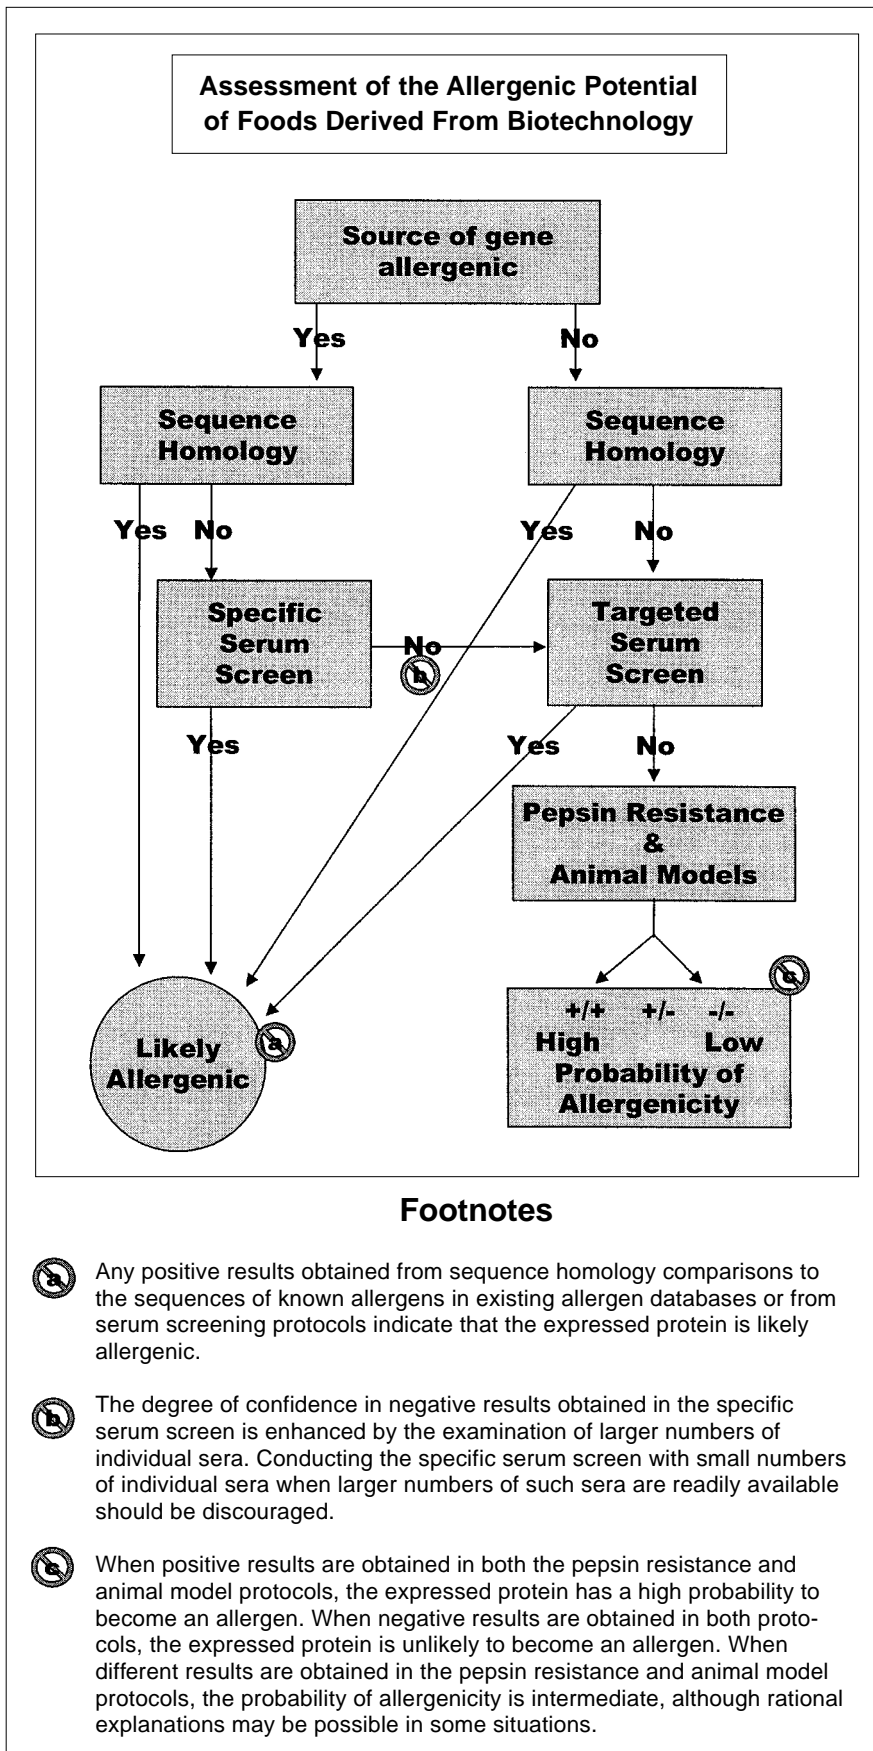 Assessment of the Allergenic Potential
of Foods Derived From Biotechnology
Source of gene
allergenic
Yes
No
Sequence
Homology
Sequence
Homology
Yes
No
Yes
No
Specific
Serum
Screen
No
b
Targeted
Serum
Screen
Yes
Yes
No
Pepsin Resistance
&
Animal Models
c
+/+ +/- -/-
High Low
Probability of
Allergenicity
Likely
Allergenic
a
Footnotes
a
Any positive results obtained from sequence homology comparisons to
the sequences of known allergens in existing allergen databases or from
serum screening protocols indicate that the expressed protein is likely
allergenic.
b
The degree of confidence in negative results obtained in the specific
serum screen is enhanced by the examination of larger numbers of
individual sera. Conducting the specific serum screen with small numbers
of individual sera when larger numbers of such sera are readily available
should be discouraged.
c
When positive results are obtained in both the pepsin resistance and
animal model protocols, the expressed protein has a high probability to
become an allergen. When negative results are obtained in both proto-
cols, the expressed protein is unlikely to become an allergen. When
different results are obtained in the pepsin resistance and animal model
protocols, the probability of allergenicity is intermediate, although rational
explanations may be possible in some situations.